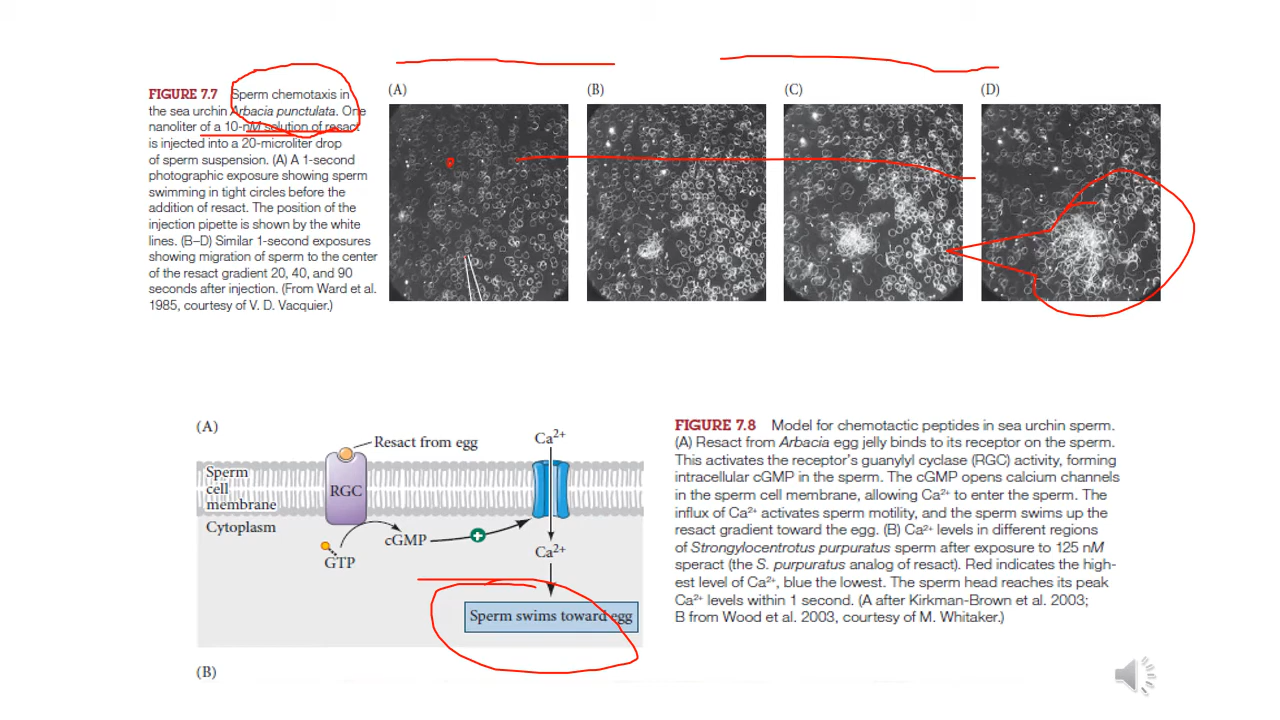 FIGURE 7.7 Sperm chemotaxis in
the sea urchin Arbacia punctulata. One
nanoliter of a 10-nM solution of resact
is injected into a 20-microliter drop
of sperm suspension. (A) A 1-second
photographic exposure showing sperm
swimming in tight circles before the
addition of resact. The position of the
injection pipette is shown by the white
lines. (B–D) Similar 1-second exposures
showing migration of sperm to the center
of the resact gradient 20, 40, and 90
seconds after injection. (From Ward et al.
1985, courtesy of V. D. Vacquier.)
(A)
(B)
(C)
(D)
(A)
Resact from egg
Ca2+
Sperm
cell
membrane
RGC
Cytoplasm
cGMP
GTP
Ca2+
Sperm swims toward egg
(B)
FIGURE 7.8 Model for chemotactic peptides in sea urchin sperm.
(A) Resact from Arbacia egg jelly binds to its receptor on the sperm.
This activates the receptor's guanylyl cyclase (RGC) activity, forming
intracellular cGMP in the sperm. The cGMP opens calcium channels
in the sperm cell membrane, allowing Ca2+ to enter the sperm. The
influx of Ca2+ activates sperm motility, and the sperm swims up the
resact gradient toward the egg. (B) Ca2+ levels in different regions
of Strongylocentrotus purpuratus sperm after exposure to 125 nM
speract (the S. purpuratus analog of resact). Red indicates the high-
est level of Ca2+, blue the lowest. The sperm head reaches its peak
Ca2+ levels within 1 second. (A after Kirkman-Brown et al. 2003;
B from Wood et al. 2003, courtesy of M. Whitaker.)